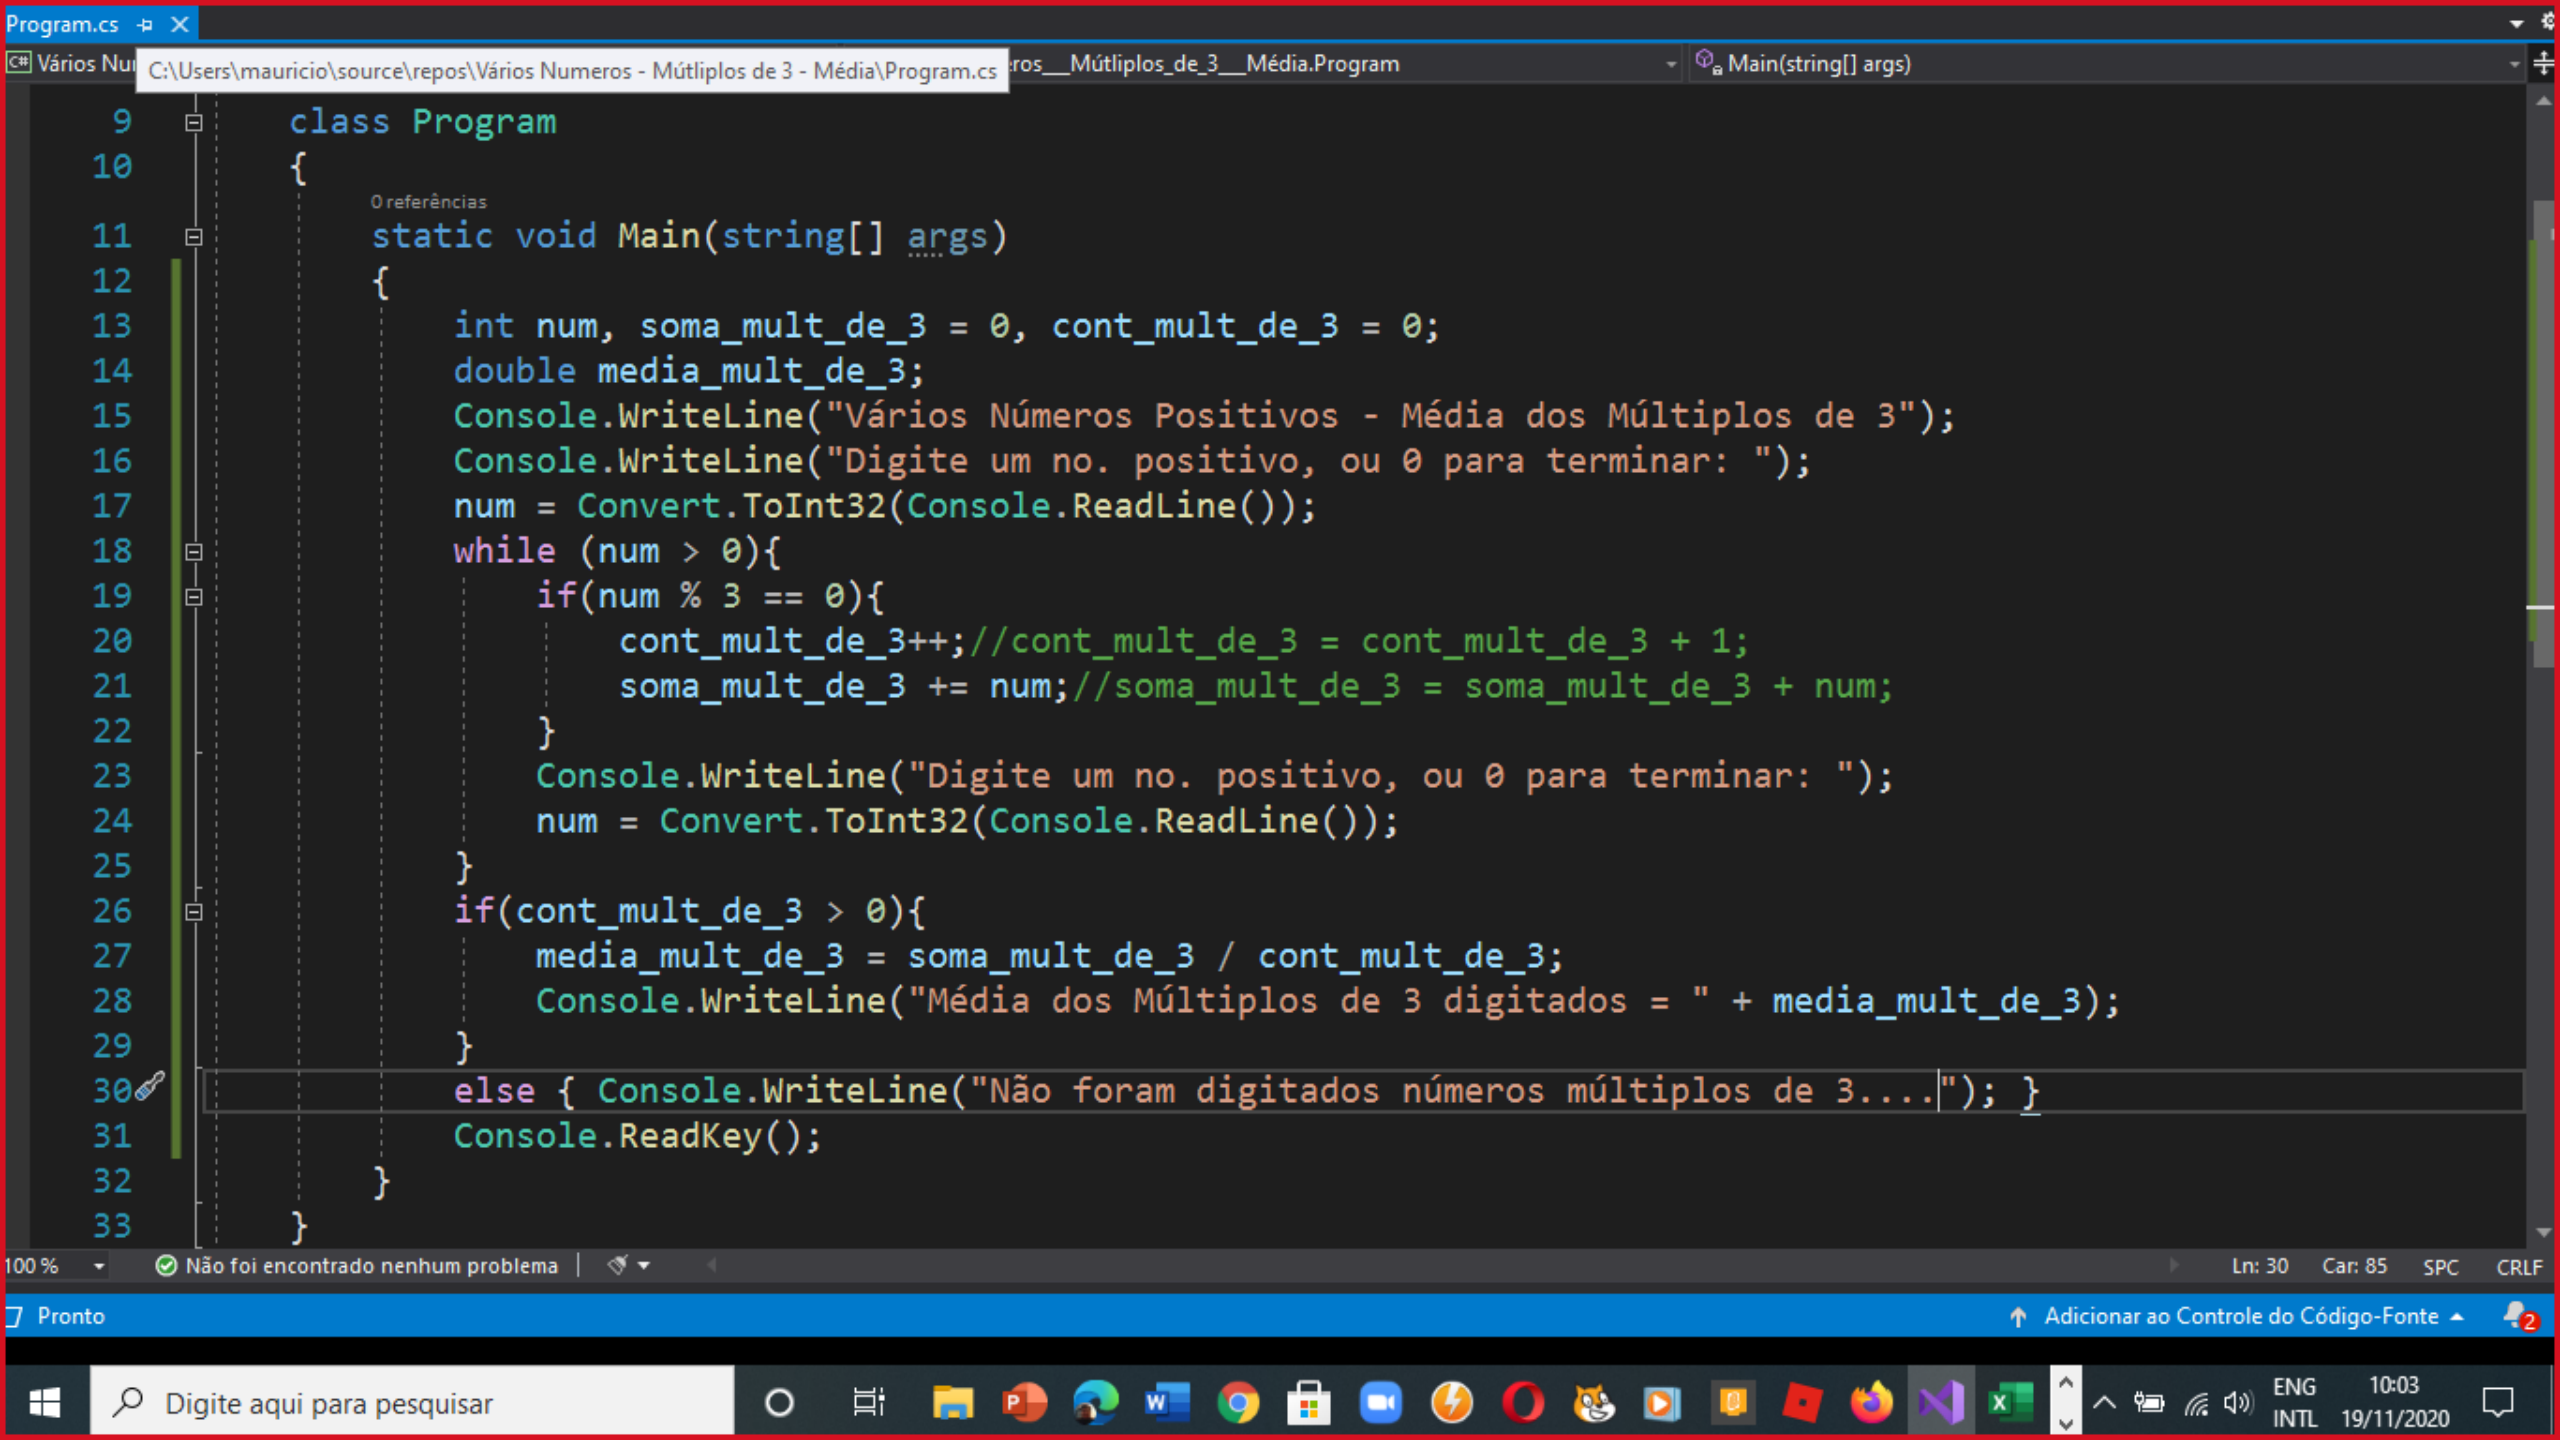 Program.cs
Vários Nu
C:\Users\mauricio\source\repos\Vários Numeros - Mútliplos de 3 - Média\Program.cs
ros__Mútliplos_de_3__Média.Program
Main(string[] args)
9 class Program
10 {
0 referências
11 static void Main(string[] args)
12 {
13 int num, soma_mult_de_3 = 0, cont_mult_de_3 = 0;
14 double media_mult_de_3;
15 Console.WriteLine("Vários Números Positivos - Média dos Múltiplos de 3");
16 Console.WriteLine("Digite um no. positivo, ou 0 para terminar: ");
17 num = Convert.ToInt32(Console.ReadLine());
18 while (num > 0){
19 if(num % 3 == 0){
20 cont_mult_de_3++;//cont_mult_de_3 = cont_mult_de_3 + 1;
21 soma_mult_de_3 += num;//soma_mult_de_3 = soma_mult_de_3 + num;
22 }
23 Console.WriteLine("Digite um no. positivo, ou 0 para terminar: ");
24 num = Convert.ToInt32(Console.ReadLine());
25 }
26 if(cont_mult_de_3 > 0){
27 media_mult_de_3 = soma_mult_de_3 / cont_mult_de_3;
28 Console.WriteLine("Média dos Múltiplos de 3 digitados = " + media_mult_de_3);
29 }
30 else { Console.WriteLine("Não foram digitados números múltiplos de 3...."); }
31 Console.ReadKey();
32 }
33 }
100 % Não foi encontrado nenhum problema Ln: 30 Car: 85 SPC CRLF
Pronto Adicionar ao Controle do Código-Fonte 2
Digite aqui para pesquisar
ENG
INTL
10:03
19/11/2020